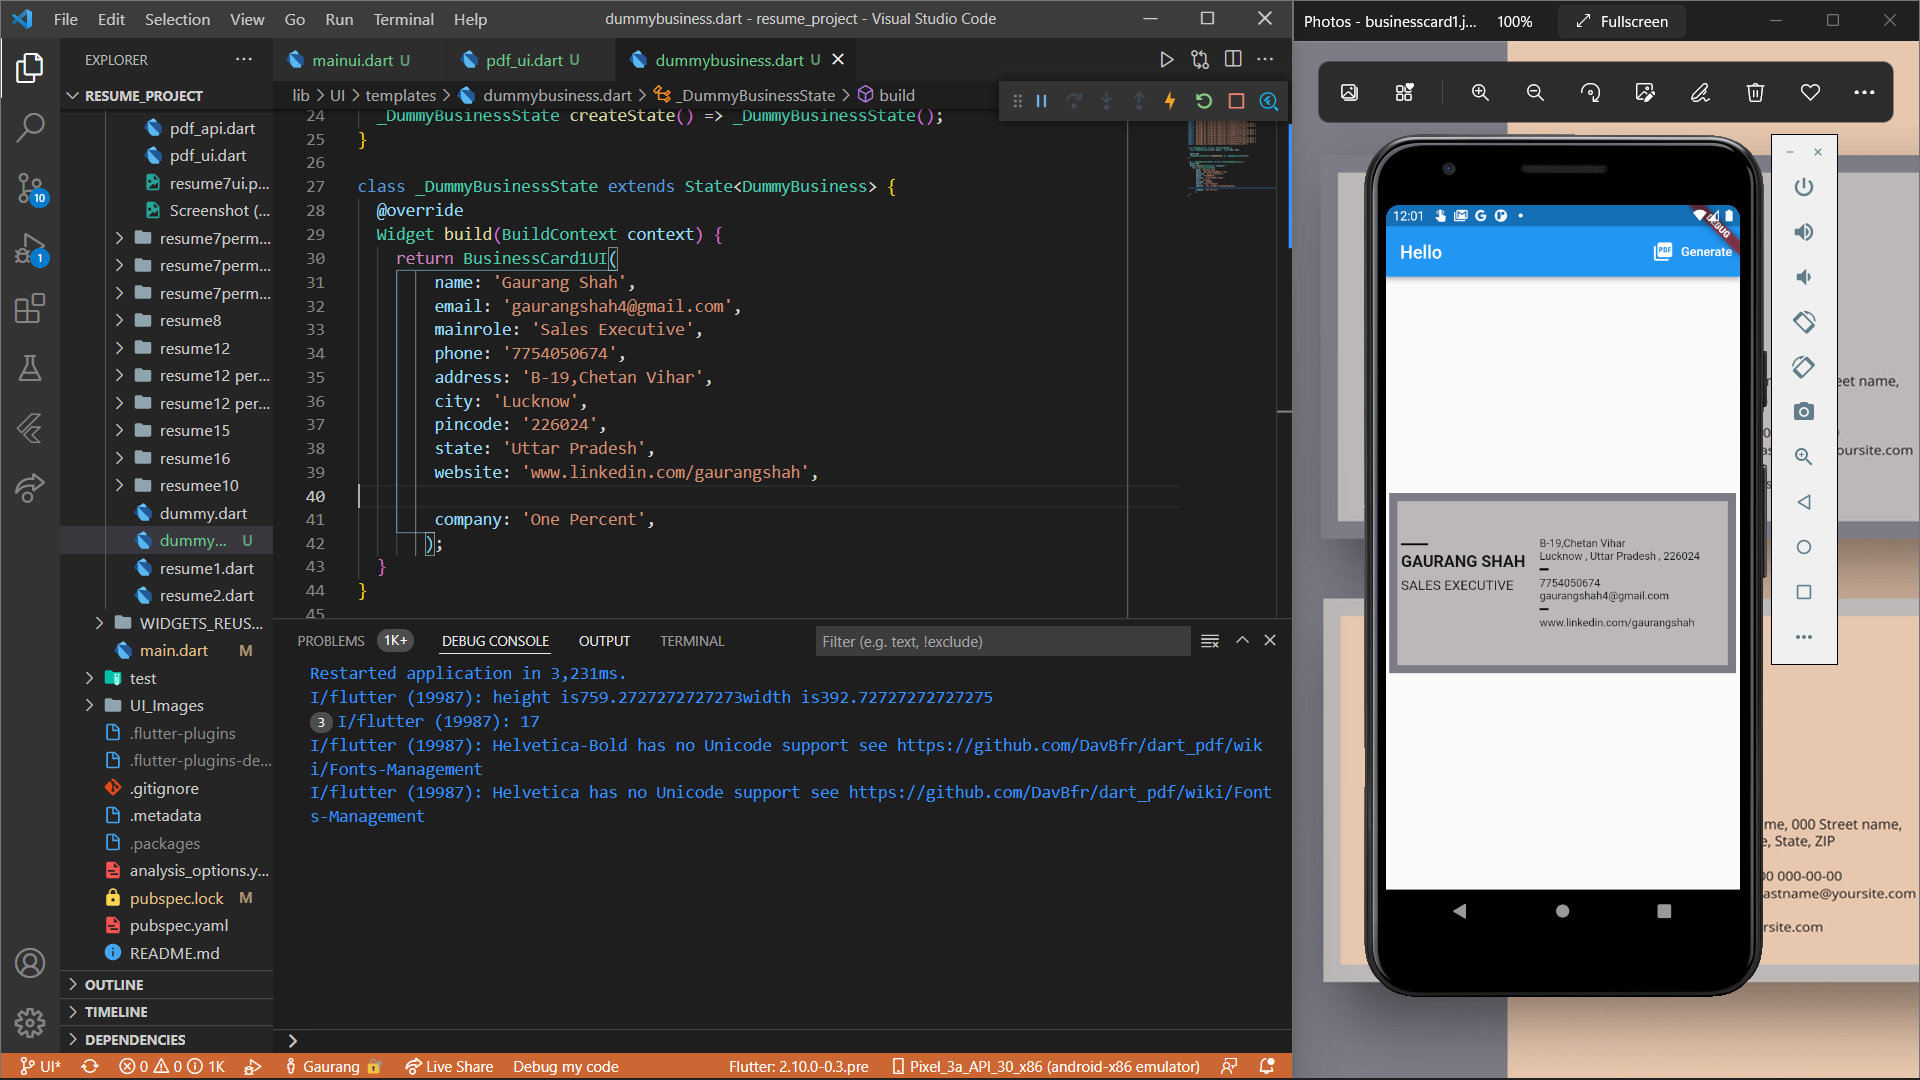 File Edit Selection View Go Run Terminal Help
dummybusiness.dart - resume_project - Visual Studio Code
EXPLORER
RESUME_PROJECT
pdf_api.dart
pdf_ui.dart
resume7ui.p...
Screenshot (...
resume7perm...
resume7perm...
resume7perm...
resume8
resume12
resume12 per...
resume12 per...
resume15
resume16
resumee10
dummy.dart
dummy... U
resume1.dart
resume2.dart
WIDGETS_REUS...
main.dart M
test
UI_Images
.flutter-plugins
.flutter-plugins-de...
.gitignore
.metadata
.packages
analysis_options.y...
pubspec.lock M
pubspec.yaml
README.md
OUTLINE
TIMELINE
DEPENDENCIES
10
1
mainui.dart U pdf_ui.dart U dummybusiness.dart U
lib > UI > templates > dummybusiness.dart > _DummyBusinessState > build
24 _DummyBusinessState createState() => _DummyBusinessState();
25 }
26
27 class _DummyBusinessState extends State<DummyBusiness> {
28 @override
29 Widget build(BuildContext context) {
30 return BusinessCard1UI(
31 name: 'Gaurang Shah',
32 email: 'gaurangshah4@gmail.com',
33 mainrole: 'Sales Executive',
34 phone: '7754050674',
35 address: 'B-19,Chetan Vihar',
36 city: 'Lucknow',
37 pincode: '226024',
38 state: 'Uttar Pradesh',
39 website: 'www.linkedin.com/gaurangshah',
40
41 company: 'One Percent',
42 );
43 }
44 }
45
PROBLEMS 1K+ DEBUG CONSOLE OUTPUT TERMINAL Filter (e.g. text, !exclude)
Restarted application in 3,231ms.
I/flutter (19987): height is759.2727272727273width is392.72727272727275
3 I/flutter (19987): 17
I/flutter (19987): Helvetica-Bold has no Unicode support see https://github.com/DavBfr/dart_pdf/wik
i/Fonts-Management
I/flutter (19987): Helvetica has no Unicode support see https://github.com/DavBfr/dart_pdf/wiki/Font
s-Management
UI* 0 0 1K Gaurang Live Share Debug my code Flutter: 2.10.0-0.3.pre Pixel_3a_API_30_x86 (android-x86 emulator)
Photos - businesscard1.j... 100% Fullscreen
12:01
DEBUG
Hello
PDF Generate
GAURANG SHAH
SALES EXECUTIVE
B-19,Chetan Vihar
Lucknow , Uttar Pradesh , 226024
7754050674
gaurangshah4@gmail.com
www.linkedin.com/gaurangshah
eet name,
oursite.com
me, 000 Street name,
e, State, ZIP
00 000-00-00
astname@yoursite.com
rsite.com